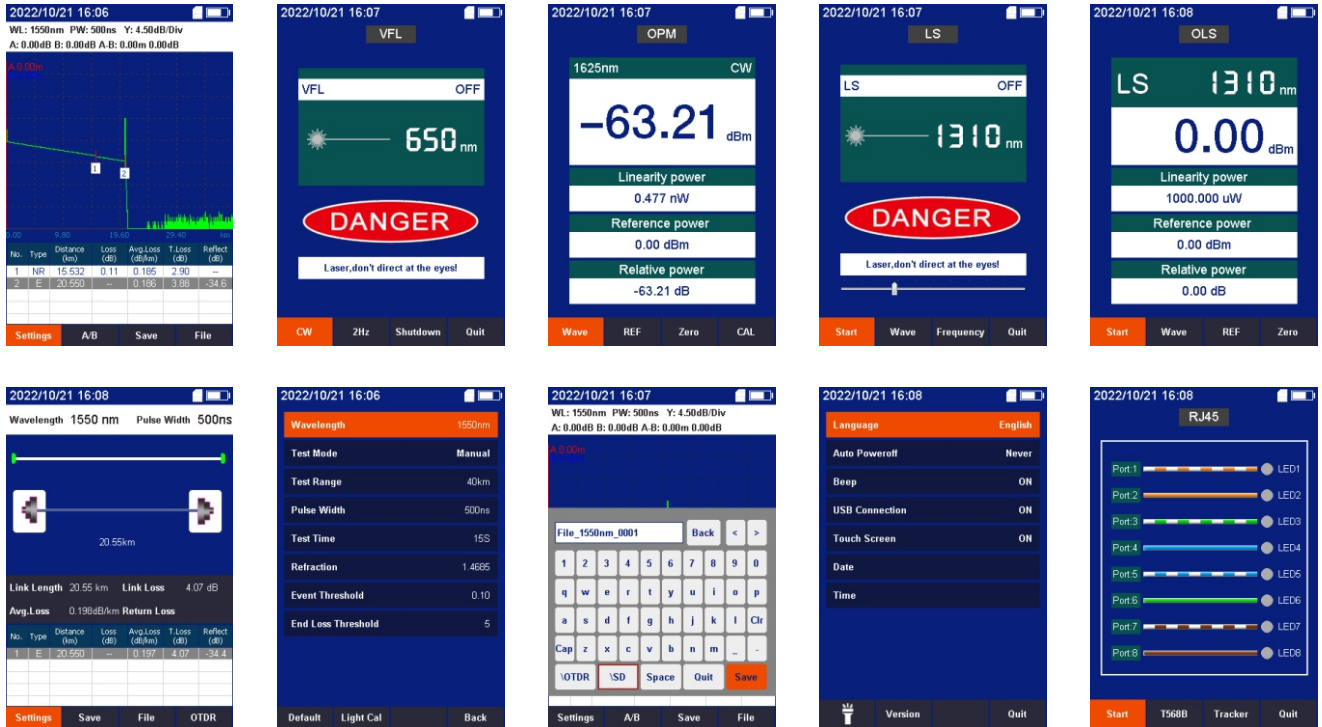 2022/10/21 16:06
WL: 1550nm PW: 500ns Y: 4.50dB/Div
A: 0.00dB B: 0.00dB A-B: 0.00m 0.00dB
A 0.00m
1
2
0.00 9.80 19.60 29.40 km
No. Type Distance (km) Loss (dB) Avg.Loss (dB/km) T.Loss (dB) Reflect (dB)
1 NR 15.532 0.11 0.185 2.90 --
2 E 20.550 -- 0.186 3.88 -34.6
Settings A/B Save File
2022/10/21 16:07
VFL
VFL OFF
650 nm
DANGER
Laser,don't direct at the eyes!
CW 2Hz Shutdown Quit
2022/10/21 16:07
OPM
1625nm CW
-63.21 dBm
Linearity power
0.477 nW
Reference power
0.00 dBm
Relative power
-63.21 dB
Wave REF Zero CAL
2022/10/21 16:07
LS
LS OFF
1310 nm
DANGER
Laser,don't direct at the eyes!
Start Wave Frequency Quit
2022/10/21 16:08
OLS
LS 1310 nm
0.00 dBm
Linearity power
1000.000 uW
Reference power
0.00 dBm
Relative power
0.00 dB
Start Wave REF Zero
2022/10/21 16:08
Wavelength 1550 nm Pulse Width 500ns
20.55km
Link Length 20.55 km Link Loss 4.07 dB
Avg.Loss 0.198dB/km Return Loss
No. Type Distance (km) Loss (dB) Avg.Loss (dB/km) T.Loss (dB) Reflect (dB)
1 E 20.550 -- 0.197 4.07 -34.4
Settings Save File OTDR
2022/10/21 16:06
Wavelength 1550nm
Test Mode Manual
Test Range 40km
Pulse Width 500ns
Test Time 15S
Refraction 1.4685
Event Threshold 0.10
End Loss Threshold 5
Default Light Cal Back
2022/10/21 16:07
WL: 1550nm PW: 500ns Y: 4.50dB/Div
A: 0.00dB B: 0.00dB A-B: 0.00m 0.00dB
A 0.00m
File_1550nm_0001 Back < >
1 2 3 4 5 6 7 8 9 0
q w e r t y u i o p
a s d f g h j k l Clr
Cap z x c v b n m _ -
\OTDR \SD Space Quit Save
Settings A/B Save File
2022/10/21 16:08
Language English
Auto Poweroff Never
Beep ON
USB Connection ON
Touch Screen ON
Date
Time
Version Quit
2022/10/21 16:08
RJ45
Port:1 LED1
Port:2 LED2
Port:3 LED3
Port:4 LED4
Port:5 LED5
Port:6 LED6
Port:7 LED7
Port:8 LED8
Start T568B Tracker Quit